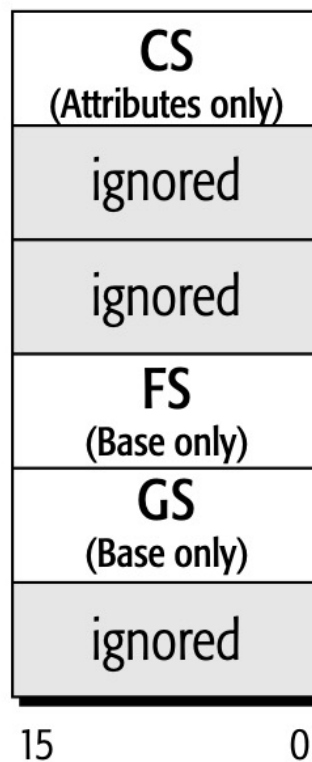 CS
(Attributes only)
ignored
ignored
FS
(Base only)
GS
(Base only)
ignored
15 0